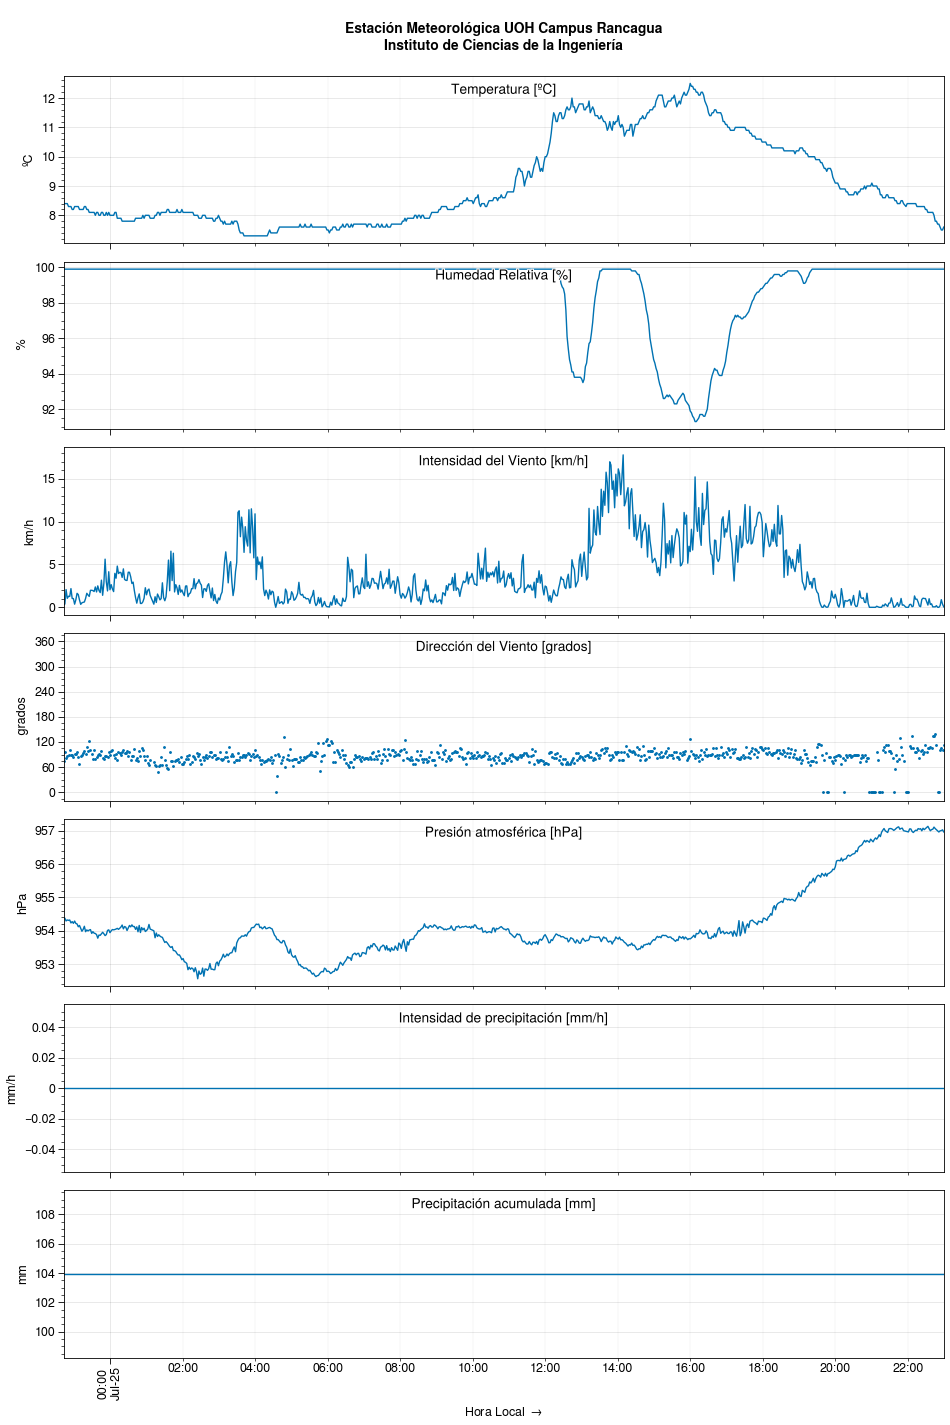 Estación Meteorológica UOH Campus Rancagua
Instituto de Ciencias de la Ingeniería
Temperatura [ºC]
ºC
12
11
10
9
8
Humedad Relativa [%]
%
100
98
96
94
92
Intensidad del Viento [km/h]
km/h
15
10
5
0
Dirección del Viento [grados]
grados
360
300
240
180
120
60
0
Presión atmosférica [hPa]
hPa
957
956
955
954
953
Intensidad de precipitación [mm/h]
mm/h
0.04
0.02
0
−0.02
−0.04
Precipitación acumulada [mm]
mm
108
106
104
102
100
00:00
Jul-25
02:00
04:00
06:00
08:00
10:00
12:00
14:00
16:00
18:00
20:00
22:00
Hora Local →